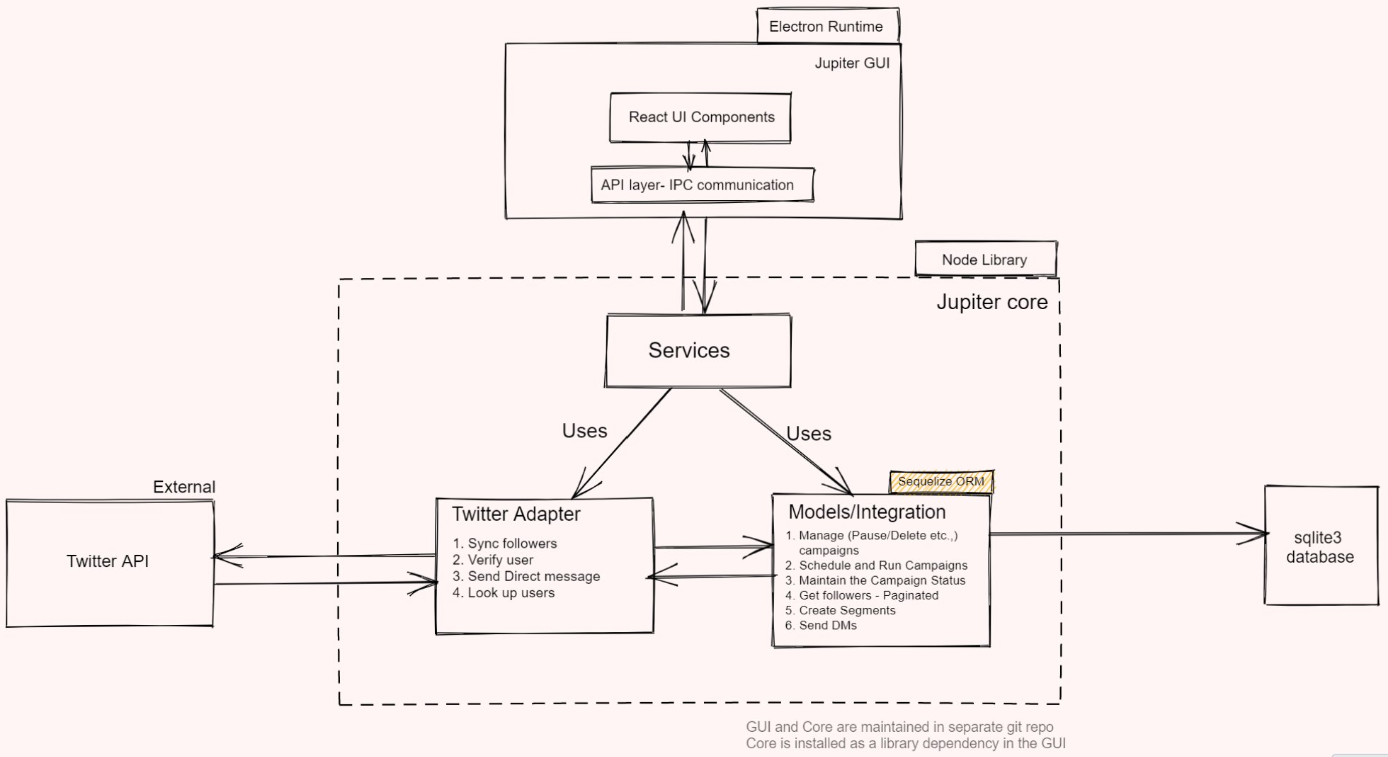 Electron Runtime
Jupiter GUI
React UI Components
API layer- IPC communication
Node Library
Jupiter core
Services
Uses
Uses
External
Twitter API
Twitter Adapter
1. Sync followers
2. Verify user
3. Send Direct message
4. Look up users
Sequelize ORM
Models/Integration
1. Manage (Pause/Delete etc.,)
campaigns
2. Schedule and Run Campaigns
3. Maintain the Campaign Status
4. Get followers - Paginated
5. Create Segments
6. Send DMs
sqlite3
database
GUI and Core are maintained in separate git repo
Core is installed as a library dependency in the GUI